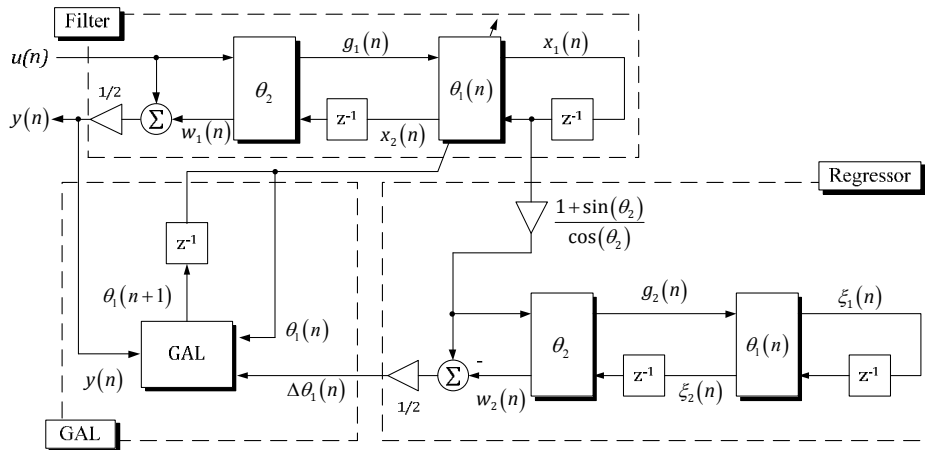 Filter
u(n)
g₁(n)
x₁(n)
1/2
θ₂
θ₁(n)
y(n)
Σ
z⁻¹
z⁻¹
w₁(n)
x₂(n)
Regressor
1+sin(θ₂)
cos(θ₂)
z⁻¹
θ₁(n+1)
g₂(n)
ξ₁(n)
θ₁(n)
GAL
-
θ₂
θ₁(n)
y(n)
Δθ₁(n)
Σ
z⁻¹
z⁻¹
1/2
w₂(n)
ξ₂(n)
GAL